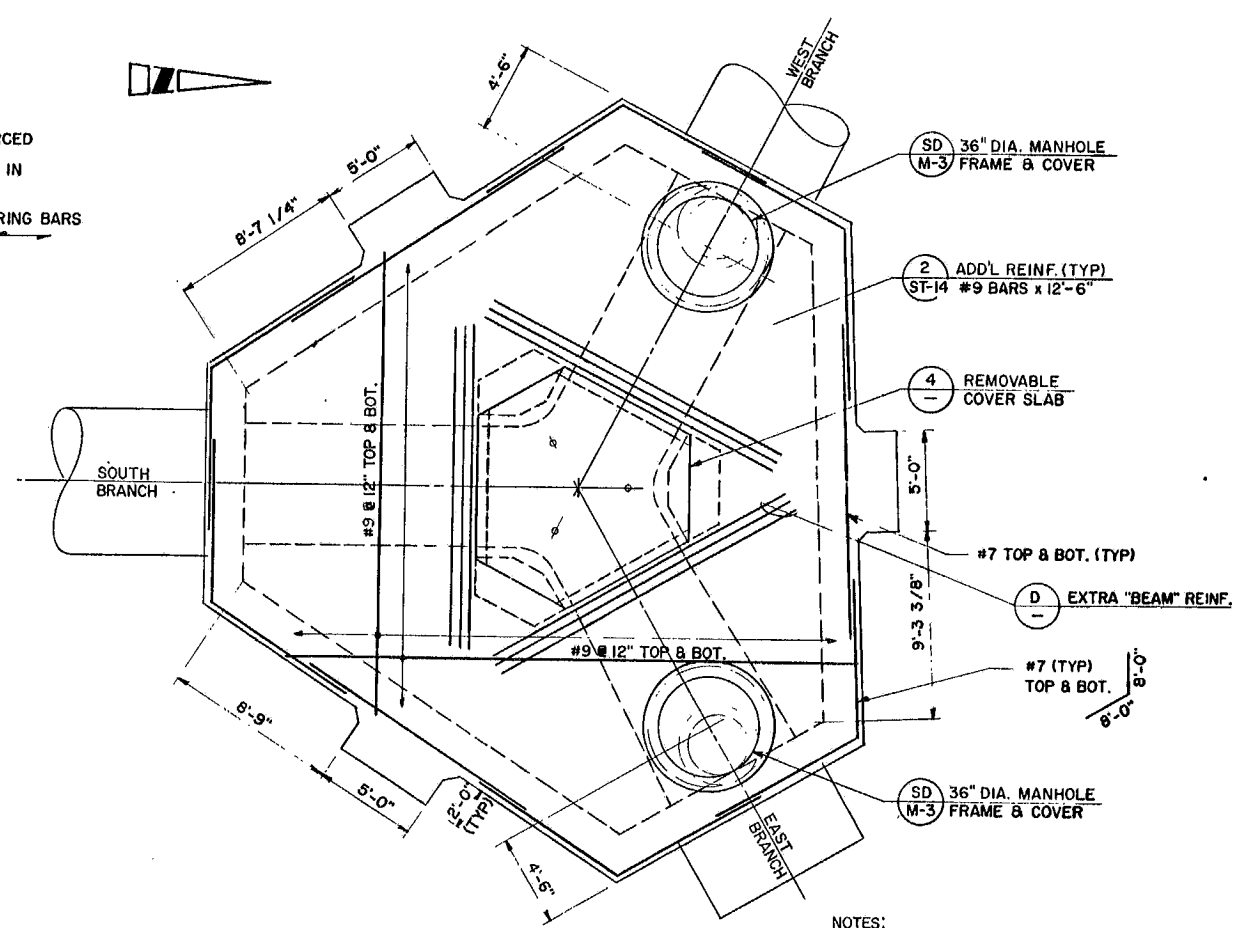 RCED
IN
RING BARS
N
4'-6"
WEST
BRANCH
SD
M-3
36" DIA. MANHOLE
FRAME & COVER
5'-0"
8'-7 1/4"
2
ST-14
ADD'L REINF. (TYP)
#9 BARS x 12'-6"
4
—
REMOVABLE
COVER SLAB
#9 @ 12" TOP & BOT.
SOUTH
BRANCH
5'-0"
#7 TOP & BOT. (TYP)
D
—
EXTRA "BEAM" REINF.
9'-3 3/8"
#9 @ 12" TOP & BOT.
#7 (TYP)
TOP & BOT.
8'-0"
8'-0"
8'-9"
5'-0"
2'-0"
(TYP)
SD
M-3
36" DIA. MANHOLE
FRAME & COVER
EAST
BRANCH
4'-6"
NOTES: